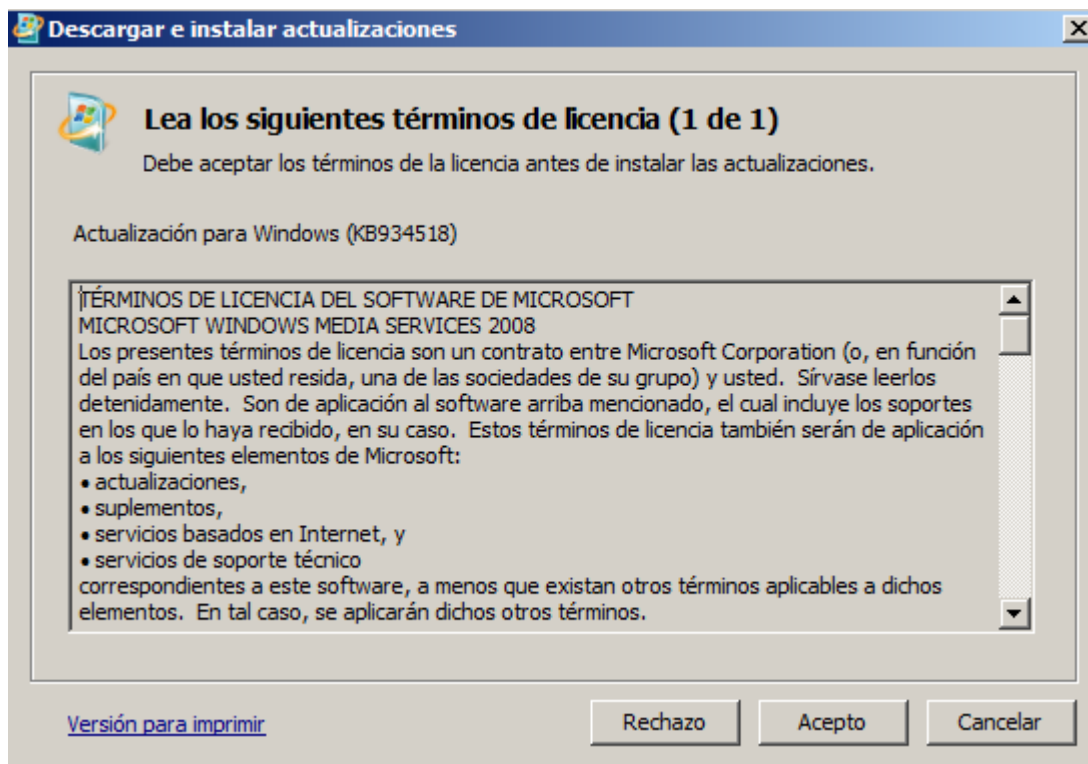 Descargar e instalar actualizaciones
Lea los siguientes términos de licencia (1 de 1)
Debe aceptar los términos de la licencia antes de instalar las actualizaciones.
Actualización para Windows (KB934518)
TÉRMINOS DE LICENCIA DEL SOFTWARE DE MICROSOFT
MICROSOFT WINDOWS MEDIA SERVICES 2008
Los presentes términos de licencia son un contrato entre Microsoft Corporation (o, en función
del país en que usted resida, una de las sociedades de su grupo) y usted.  Sírvase leerlos
detenidamente.  Son de aplicación al software arriba mencionado, el cual incluye los soportes
en los que lo haya recibido, en su caso.  Estos términos de licencia también serán de aplicación
a los siguientes elementos de Microsoft:
• actualizaciones,
• suplementos,
• servicios basados en Internet, y
• servicios de soporte técnico
correspondientes a este software, a menos que existan otros términos aplicables a dichos
elementos.  En tal caso, se aplicarán dichos otros términos.
Versión para imprimir
Rechazo
Acepto
Cancelar